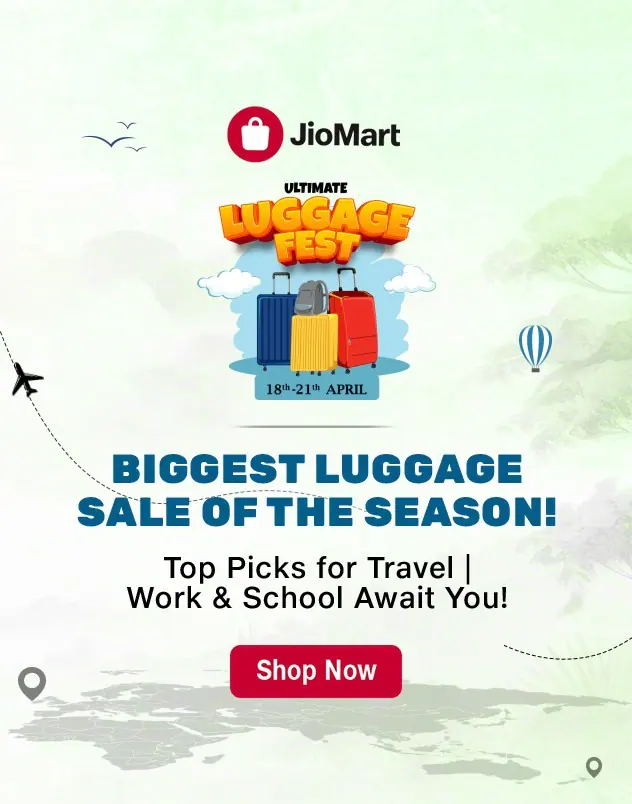 JioMart
ULTIMATE
LUGGAGE
FEST
18th-21th APRIL
BIGGEST LUGGAGE
SALE OF THE SEASON!
Top Picks for Travel |
Work & School Await You!
Shop Now